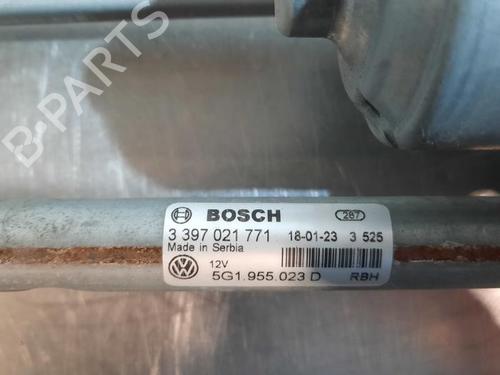 B-PARTS
BOSCH 287
3 397 021 771 18-01-23 3 525
Made in Serbia
12V
5G1.955.023 D RBH